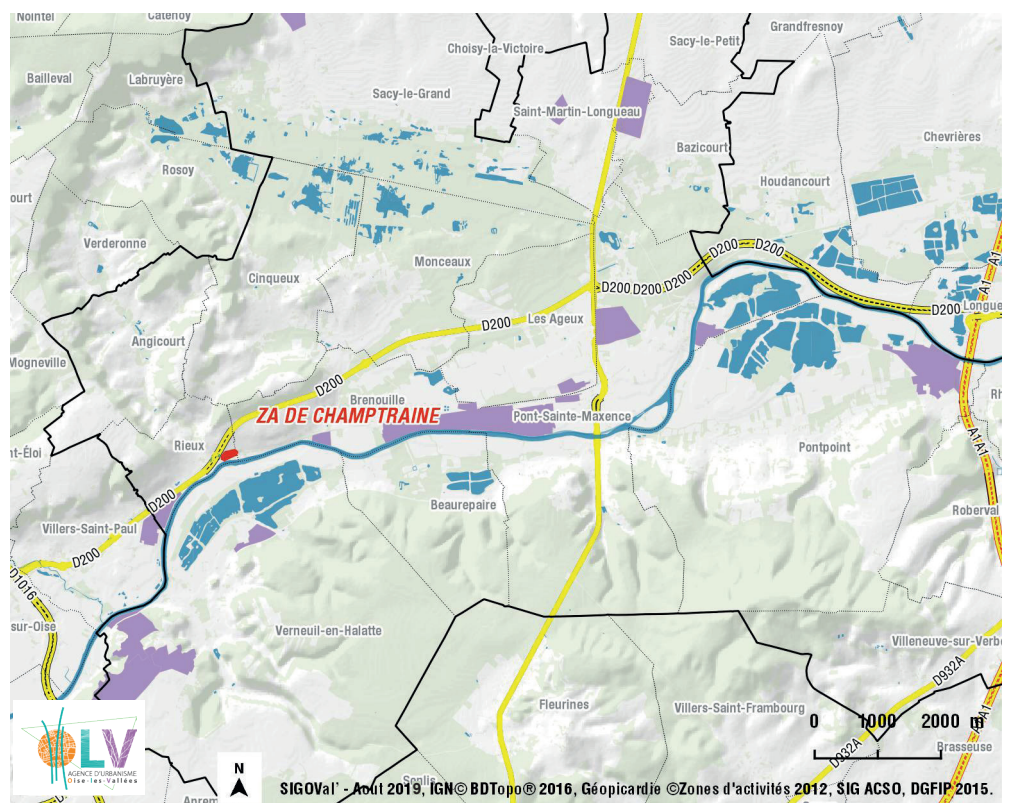 Nointel
Catenoy
Grandfresnoy
Choisy-la-Victoire
Sacy-le-Petit
Bailleval
Labruyère
Sacy-le-Grand
Saint-Martin-Longueau
Chevrières
Bazicourt
Rosoy
Houdancourt
ourt
Verderonne
D200
D200
A1
Monceaux
Cinqueux
D200
D200
D200
D200
Longue
D200
Les Ageux
Angicourt
Mogneville
D200
Rh
Brenouille
ZA DE CHAMPTRAINE
Pont-Sainte-Maxence
nt-Éloi
Rieux
Pontpoint
A1
A1
D200
Beaurepaire
Roberval
Villers-Saint-Paul
D200
D1016
sur-Oise
Verneuil-en-Halatte
Villeneuve-sur-Verbe
D932A
Fleurines
Villers-Saint-Frambourg
0 1000 2000 m
A1
D932A
Brasseuse
OLV
AGENCE D'URBANISME
Oise-les-Vallées
N
Senlis
SIGOVal' - Août 2019, IGN© BDTopo® 2016, Géopicardie ©Zones d'activités 2012, SIG ACSO, DGFIP 2015.